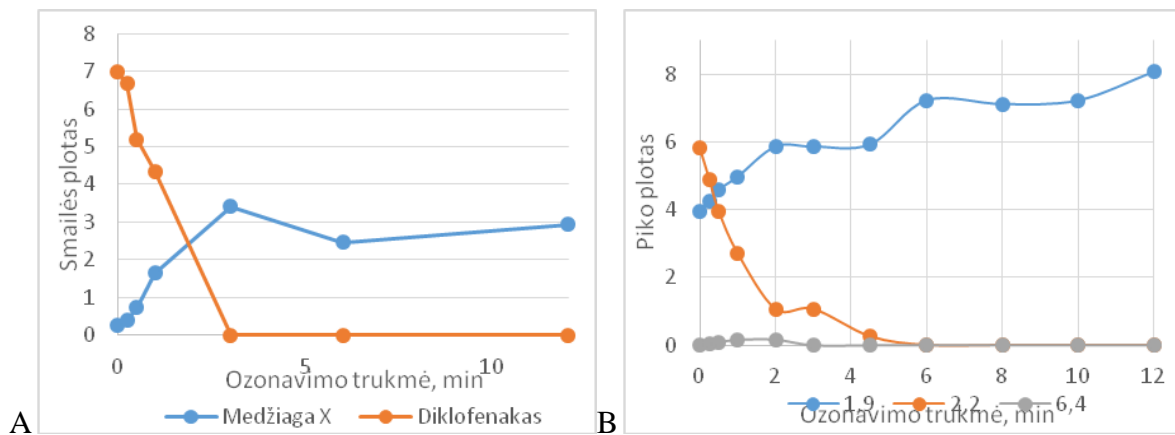 8
7
6
5
4
3
2
1
0
Smailės plotas
0 5 10
Ozonavimo trukmė, min
Medžiaga X Diklofenakas
A
8
6
4
2
0
Piko plotas
0 2 4 6 8 10 12
Ozonavimo trukmė, min
1,9 2,2 6,4
B